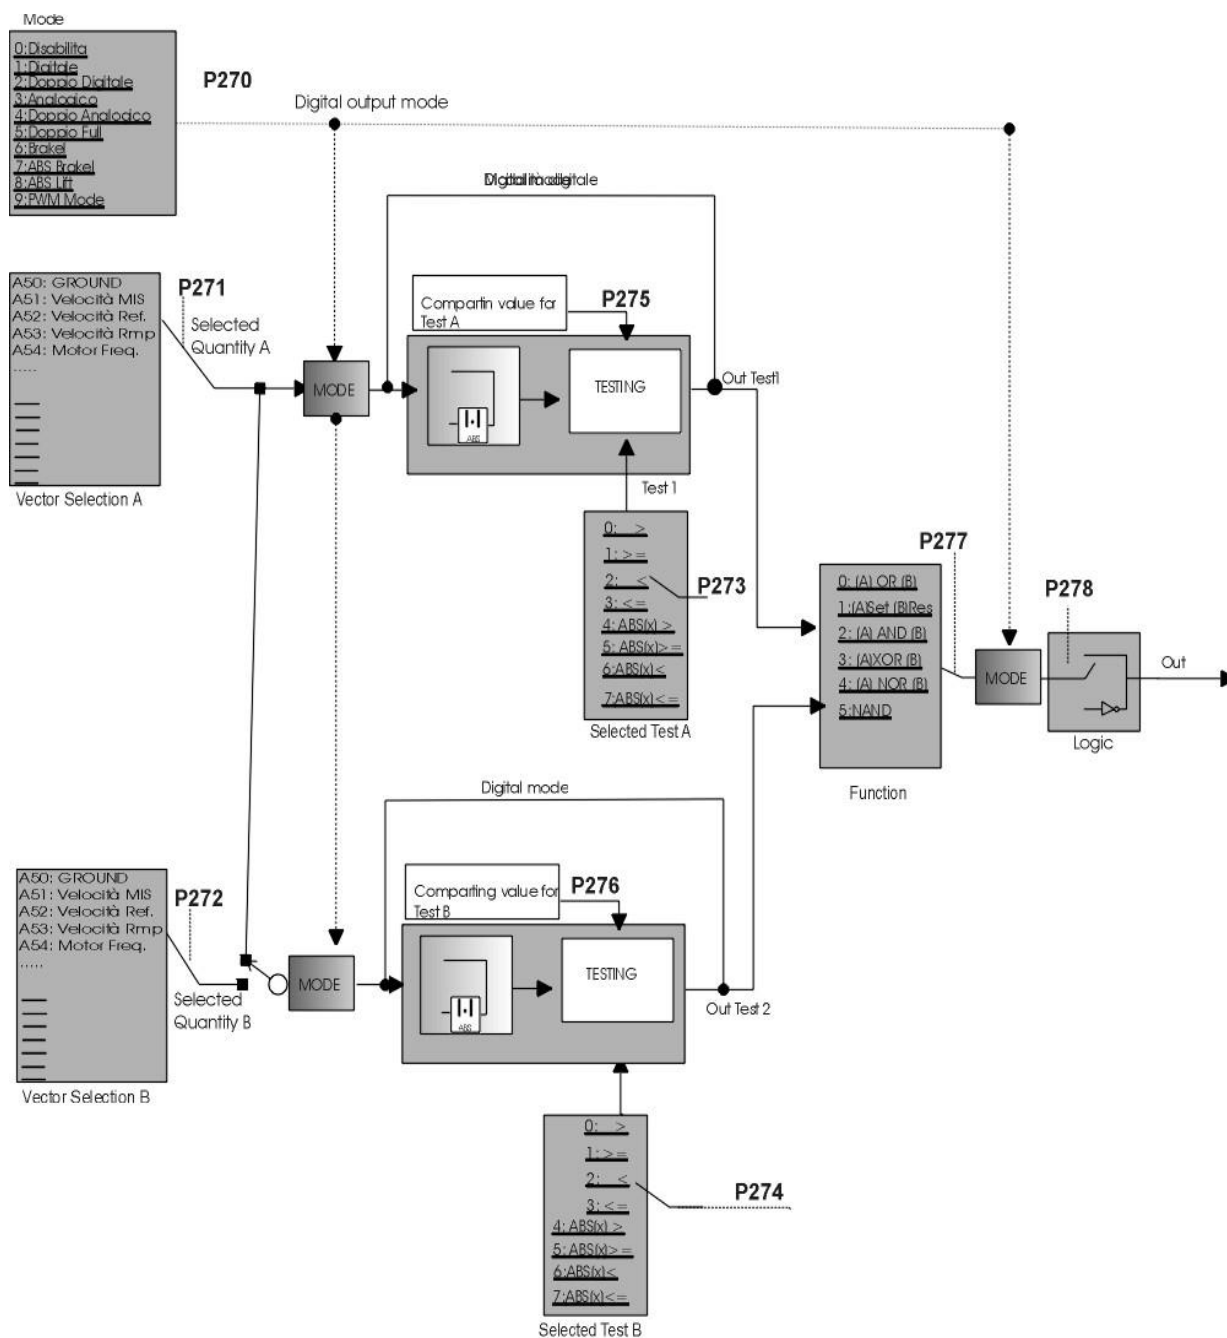 Mode
0:Disabilita
1:Digitale
2:Doppio Digitale
3:Analogico
4:Doppio Analogico
5:Doppio Full
6:Brakel
7:ABS Brakel
8:ABS Lift
9:PWM Mode
P270
Digital output mode
digitale
A50: GROUND
A51: Velocità MIS
A52: Velocità Ref.
A53: Velocità Rmp
A54: Motor Freq.
.....
Vector Selection A
P271
Selected
Quantity A
MODE
Compartin value for
Test A
P275
ABS
TESTING
Out Test1
Test 1
0: >
1: >=
2: <
3: <=
4: ABS(x) >
5: ABS(x)>=
6:ABS(x)<
7:ABS(x)<=
Selected Test A
P273
0: (A) OR (B)
1:(A)Set (B)Res
2: (A) AND (B)
3: (A)XOR (B)
4: (A) NOR (B)
5:NAND
Function
P277
MODE
P278
Logic
Out
Digital mode
A50: GROUND
A51: Velocità MIS
A52: Velocità Ref.
A53: Velocità Rmp
A54: Motor Freq.
.....
Vector Selection B
P272
Selected
Quantity B
MODE
Comparting value for
Test B
P276
ABS
TESTING
Out Test 2
0: >
1: >=
2: <
3: <=
4: ABS(x) >
5: ABS(x)>=
6:ABS(x)<
7:ABS(x)<=
Selected Test B
P274